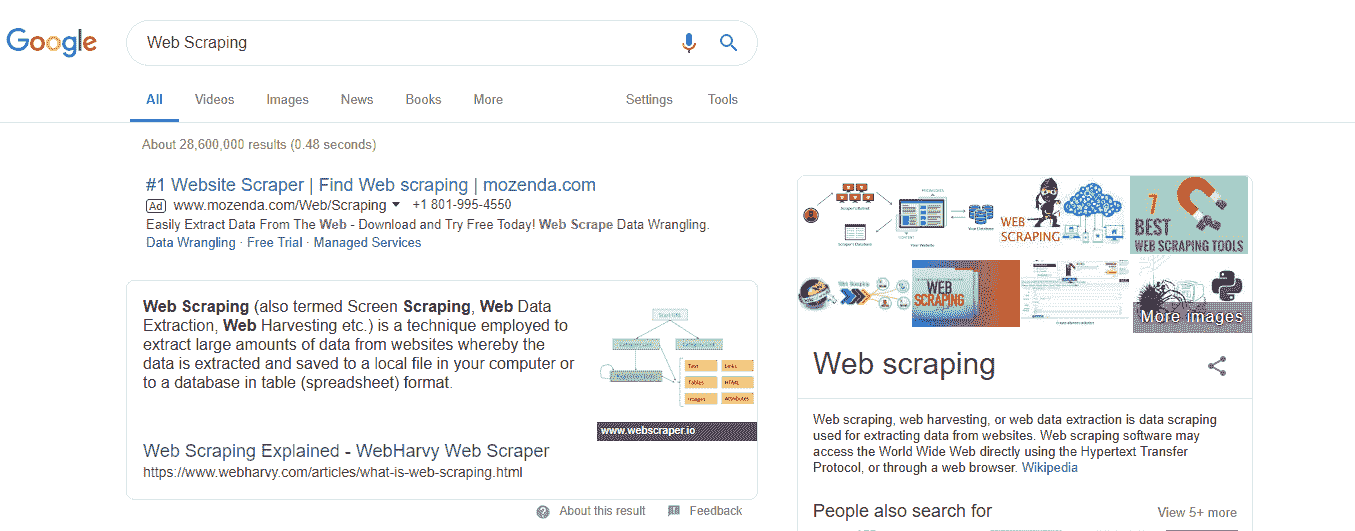 Google
Web Scraping
All Videos Images News Books More Settings Tools
About 28,600,000 results (0.48 seconds)
#1 Website Scraper | Find Web scraping | mozenda.com
Ad www.mozenda.com/Web/Scraping +1 801-995-4550
Easily Extract Data From The Web - Download and Try Free Today! Web Scrape Data Wrangling.
Data Wrangling · Free Trial · Managed Services
Web Scraping (also termed Screen Scraping, Web Data
Extraction, Web Harvesting etc.) is a technique employed to
extract large amounts of data from websites whereby the
data is extracted and saved to a local file in your computer or
to a database in table (spreadsheet) format.
Start URL
Text Links
Tables HTML
Images Attributes
www.webscraper.io
Web Scraping Explained - WebHarvy Web Scraper
https://www.webharvy.com/articles/what-is-web-scraping.html
About this result Feedback
WEB
SCRAPING
7
BEST
WEB SCRAPING TOOLS
WEB
SCRAPING
More images
Web scraping
Web scraping, web harvesting, or web data extraction is data scraping
used for extracting data from websites. Web scraping software may
access the World Wide Web directly using the Hypertext Transfer
Protocol, or through a web browser. Wikipedia
People also search for View 5+ more